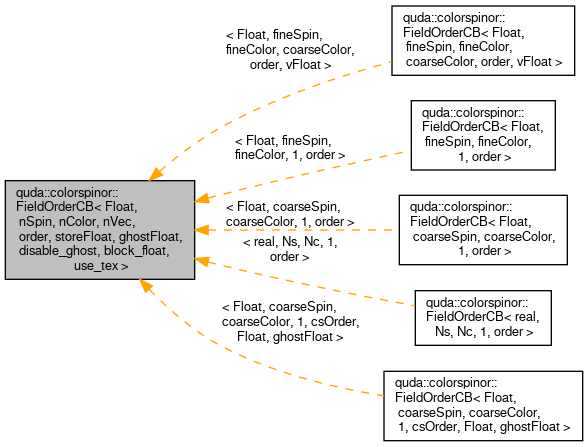 quda::colorspinor::
FieldOrderCB< Float,
nSpin, nColor, nVec,
order, storeFloat, ghostFloat,
disable_ghost, block_float,
use_tex >
< Float, fineSpin,
fineColor, coarseColor,
order, vFloat >
quda::colorspinor::
FieldOrderCB< Float,
fineSpin, fineColor,
coarseColor, order, vFloat >
< Float, fineSpin,
fineColor, 1, order >
quda::colorspinor::
FieldOrderCB< Float,
fineSpin, fineColor,
1, order >
< Float, coarseSpin,
coarseColor, 1, order >
quda::colorspinor::
FieldOrderCB< Float,
coarseSpin, coarseColor,
1, order >
< real, Ns, Nc, 1,
order >
quda::colorspinor::
FieldOrderCB< real,
Ns, Nc, 1, order >
< Float, coarseSpin,
coarseColor, 1, csOrder,
Float, ghostFloat >
quda::colorspinor::
FieldOrderCB< Float,
coarseSpin, coarseColor,
1, csOrder, Float, ghostFloat >